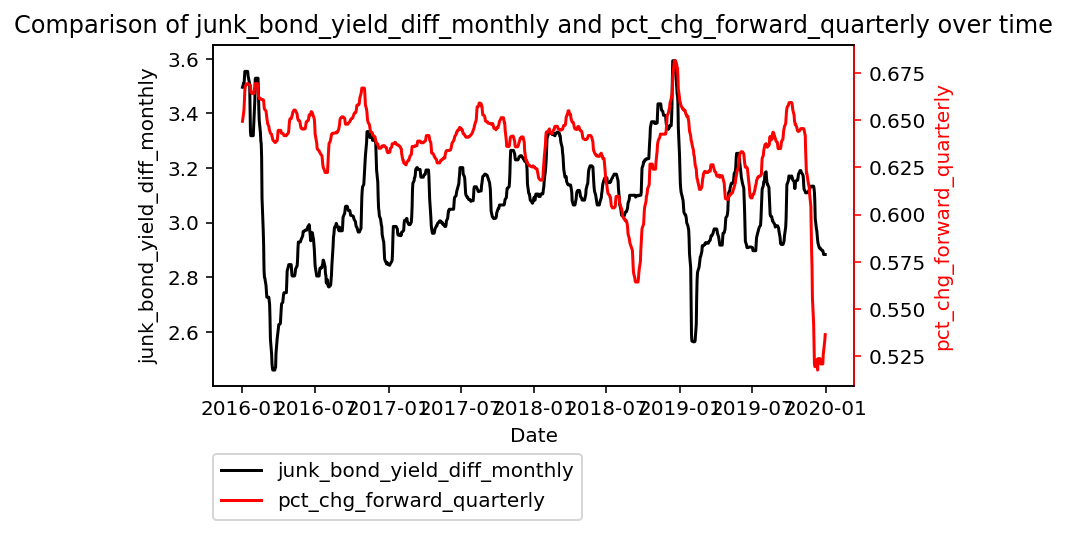 Comparison of junk_bond_yield_diff_monthly and pct_chg_forward_quarterly over time
junk_bond_yield_diff_monthly
3.6
3.4
3.2
3.0
2.8
2.6
0.675
0.650
0.625
0.600
0.575
0.550
0.525
pct_chg_forward_quarterly
2016-01 2016-07 2017-01 2017-07 2018-01 2018-07 2019-01 2019-07 2020-01
Date
junk_bond_yield_diff_monthly
pct_chg_forward_quarterly